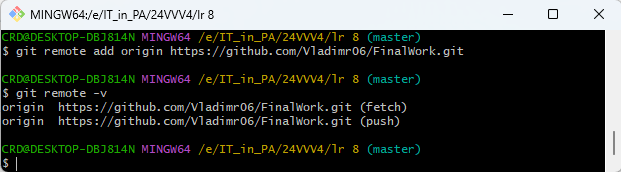 MINGW64:/e/IT_in_PA/24VVV4/lr 8
CRD@DESKTOP-DBJ814N MINGW64 /e/IT_in_PA/24VVV4/lr 8 (master)
$ git remote add origin https://github.com/Vladimr06/FinalWork.git
CRD@DESKTOP-DBJ814N MINGW64 /e/IT_in_PA/24VVV4/lr 8 (master)
$ git remote -v
origin  https://github.com/Vladimr06/FinalWork.git (fetch)
origin  https://github.com/Vladimr06/FinalWork.git (push)
CRD@DESKTOP-DBJ814N MINGW64 /e/IT_in_PA/24VVV4/lr 8 (master)
$